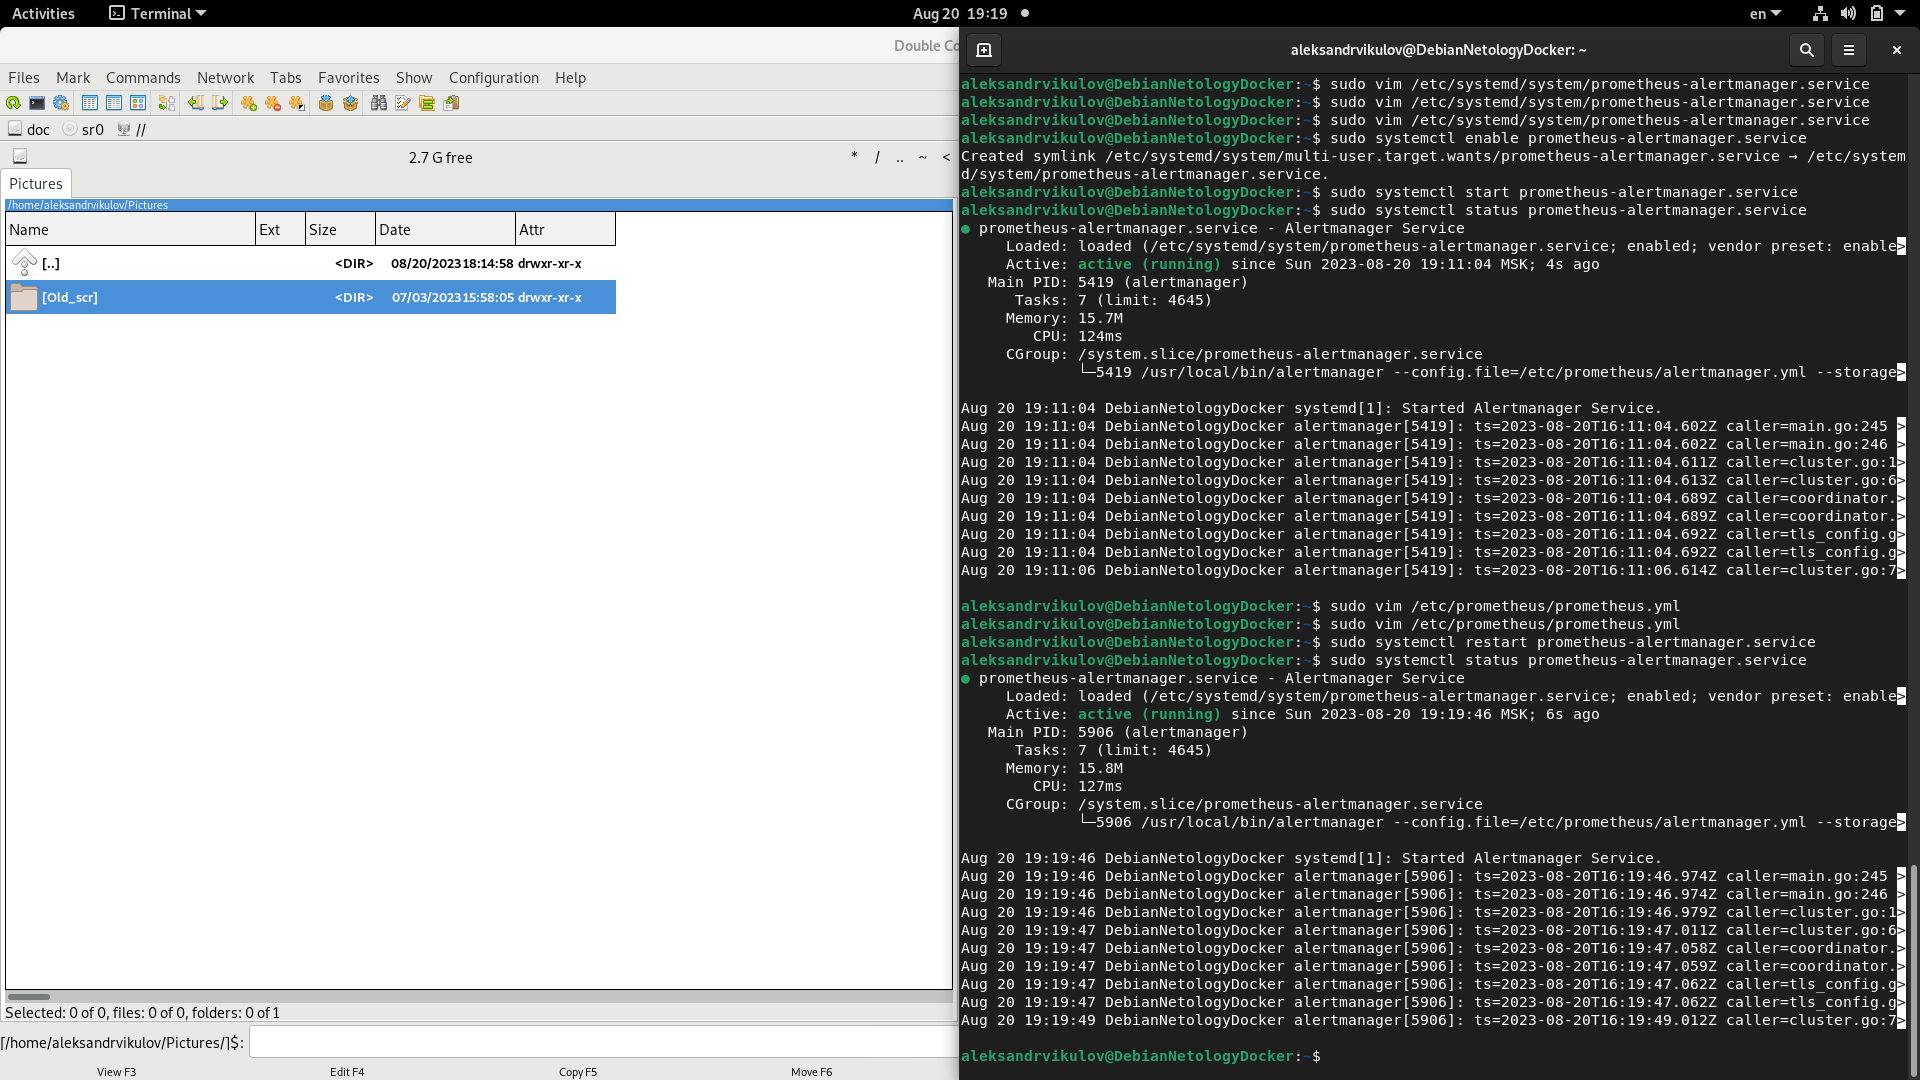 Activities
Terminal
Aug 20 19:19
en
Double Co
Files Mark Commands Network Tabs Favorites Show Configuration Help
doc sr0 //
2.7 G free
* / .. ~ <
Pictures
/home/aleksandrvikulov/Pictures
Name Ext Size Date Attr
[..] <DIR> 08/20/202318:14:58 drwxr-xr-x
[Old_scr] <DIR> 07/03/202315:58:05 drwxr-xr-x
Selected: 0 of 0, files: 0 of 0, folders: 0 of 1
[/home/aleksandrvikulov/Pictures/]$:
View F3 Edit F4 Copy F5 Move F6
aleksandrvikulov@DebianNetologyDocker: ~
aleksandrvikulov@DebianNetologyDocker:~$ sudo vim /etc/systemd/system/prometheus-alertmanager.service
aleksandrvikulov@DebianNetologyDocker:~$ sudo vim /etc/systemd/system/prometheus-alertmanager.service
aleksandrvikulov@DebianNetologyDocker:~$ sudo vim /etc/systemd/system/prometheus-alertmanager.service
aleksandrvikulov@DebianNetologyDocker:~$ sudo systemctl enable prometheus-alertmanager.service
Created symlink /etc/systemd/system/multi-user.target.wants/prometheus-alertmanager.service → /etc/system
d/system/prometheus-alertmanager.service.
aleksandrvikulov@DebianNetologyDocker:~$ sudo systemctl start prometheus-alertmanager.service
aleksandrvikulov@DebianNetologyDocker:~$ sudo systemctl status prometheus-alertmanager.service
● prometheus-alertmanager.service - Alertmanager Service
Loaded: loaded (/etc/systemd/system/prometheus-alertmanager.service; enabled; vendor preset: enable>
Active: active (running) since Sun 2023-08-20 19:11:04 MSK; 4s ago
Main PID: 5419 (alertmanager)
Tasks: 7 (limit: 4645)
Memory: 15.7M
CPU: 124ms
CGroup: /system.slice/prometheus-alertmanager.service
└─5419 /usr/local/bin/alertmanager --config.file=/etc/prometheus/alertmanager.yml --storage>
Aug 20 19:11:04 DebianNetologyDocker systemd[1]: Started Alertmanager Service.
Aug 20 19:11:04 DebianNetologyDocker alertmanager[5419]: ts=2023-08-20T16:11:04.602Z caller=main.go:245 >
Aug 20 19:11:04 DebianNetologyDocker alertmanager[5419]: ts=2023-08-20T16:11:04.602Z caller=main.go:246 >
Aug 20 19:11:04 DebianNetologyDocker alertmanager[5419]: ts=2023-08-20T16:11:04.611Z caller=cluster.go:1>
Aug 20 19:11:04 DebianNetologyDocker alertmanager[5419]: ts=2023-08-20T16:11:04.613Z caller=cluster.go:6>
Aug 20 19:11:04 DebianNetologyDocker alertmanager[5419]: ts=2023-08-20T16:11:04.689Z caller=coordinator.>
Aug 20 19:11:04 DebianNetologyDocker alertmanager[5419]: ts=2023-08-20T16:11:04.689Z caller=coordinator.>
Aug 20 19:11:04 DebianNetologyDocker alertmanager[5419]: ts=2023-08-20T16:11:04.692Z caller=tls_config.g>
Aug 20 19:11:04 DebianNetologyDocker alertmanager[5419]: ts=2023-08-20T16:11:04.692Z caller=tls_config.g>
Aug 20 19:11:06 DebianNetologyDocker alertmanager[5419]: ts=2023-08-20T16:11:06.614Z caller=cluster.go:7>
aleksandrvikulov@DebianNetologyDocker:~$ sudo vim /etc/prometheus/prometheus.yml
aleksandrvikulov@DebianNetologyDocker:~$ sudo vim /etc/prometheus/prometheus.yml
aleksandrvikulov@DebianNetologyDocker:~$ sudo systemctl restart prometheus-alertmanager.service
aleksandrvikulov@DebianNetologyDocker:~$ sudo systemctl status prometheus-alertmanager.service
● prometheus-alertmanager.service - Alertmanager Service
Loaded: loaded (/etc/systemd/system/prometheus-alertmanager.service; enabled; vendor preset: enable>
Active: active (running) since Sun 2023-08-20 19:19:46 MSK; 6s ago
Main PID: 5906 (alertmanager)
Tasks: 7 (limit: 4645)
Memory: 15.8M
CPU: 127ms
CGroup: /system.slice/prometheus-alertmanager.service
└─5906 /usr/local/bin/alertmanager --config.file=/etc/prometheus/alertmanager.yml --storage>
Aug 20 19:19:46 DebianNetologyDocker systemd[1]: Started Alertmanager Service.
Aug 20 19:19:46 DebianNetologyDocker alertmanager[5906]: ts=2023-08-20T16:19:46.974Z caller=main.go:245 >
Aug 20 19:19:46 DebianNetologyDocker alertmanager[5906]: ts=2023-08-20T16:19:46.974Z caller=main.go:246 >
Aug 20 19:19:46 DebianNetologyDocker alertmanager[5906]: ts=2023-08-20T16:19:46.979Z caller=cluster.go:1>
Aug 20 19:19:47 DebianNetologyDocker alertmanager[5906]: ts=2023-08-20T16:19:47.011Z caller=cluster.go:6>
Aug 20 19:19:47 DebianNetologyDocker alertmanager[5906]: ts=2023-08-20T16:19:47.058Z caller=coordinator.>
Aug 20 19:19:47 DebianNetologyDocker alertmanager[5906]: ts=2023-08-20T16:19:47.059Z caller=coordinator.>
Aug 20 19:19:47 DebianNetologyDocker alertmanager[5906]: ts=2023-08-20T16:19:47.062Z caller=tls_config.g>
Aug 20 19:19:47 DebianNetologyDocker alertmanager[5906]: ts=2023-08-20T16:19:47.062Z caller=tls_config.g>
Aug 20 19:19:49 DebianNetologyDocker alertmanager[5906]: ts=2023-08-20T16:19:49.012Z caller=cluster.go:7>
aleksandrvikulov@DebianNetologyDocker:~$